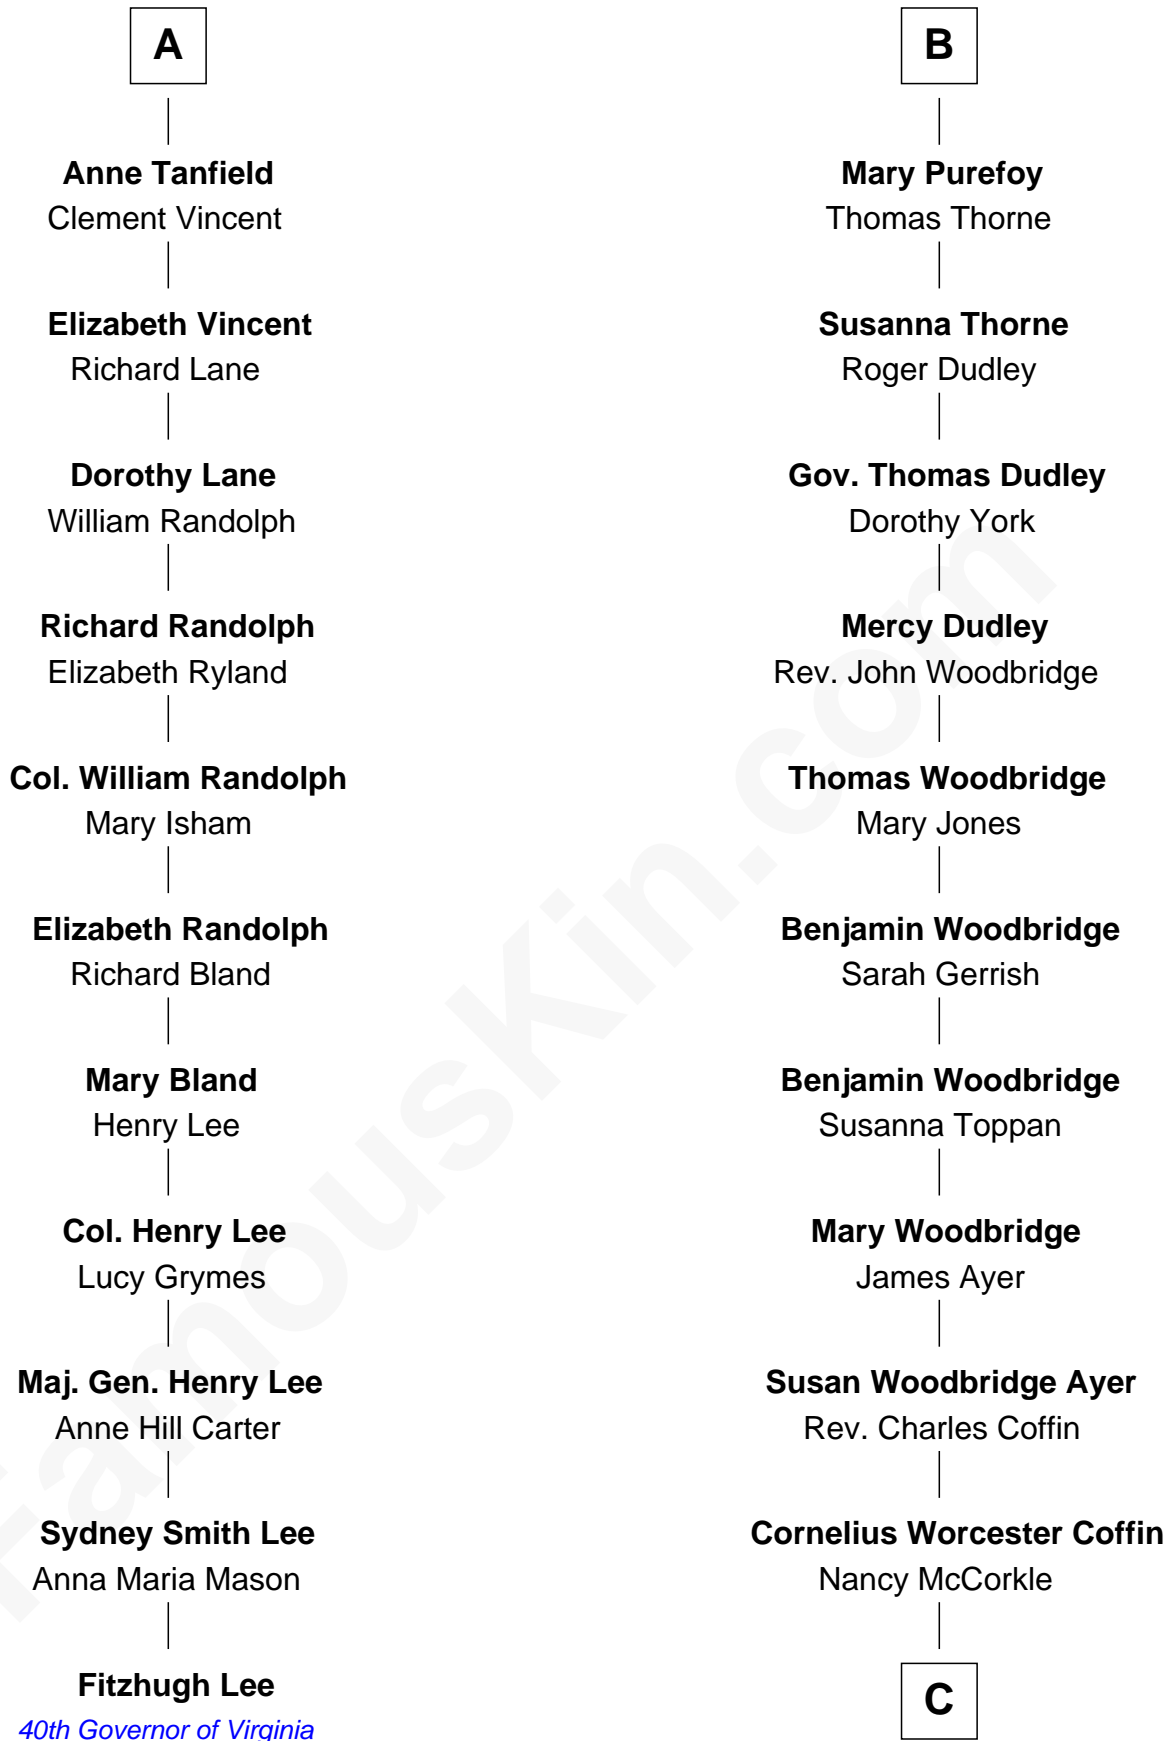 A
Anne Tanfield
Clement Vincent
Elizabeth Vincent
Richard Lane
Dorothy Lane
William Randolph
Richard Randolph
Elizabeth Ryland
Col. William Randolph
Mary Isham
Elizabeth Randolph
Richard Bland
Mary Bland
Henry Lee
Col. Henry Lee
Lucy Grymes
Maj. Gen. Henry Lee
Anne Hill Carter
Sydney Smith Lee
Anna Maria Mason
Fitzhugh Lee
40th Governor of Virginia
B
Mary Purefoy
Thomas Thorne
Susanna Thorne
Roger Dudley
Gov. Thomas Dudley
Dorothy York
Mercy Dudley
Rev. John Woodbridge
Thomas Woodbridge
Mary Jones
Benjamin Woodbridge
Sarah Gerrish
Benjamin Woodbridge
Susanna Toppan
Mary Woodbridge
James Ayer
Susan Woodbridge Ayer
Rev. Charles Coffin
Cornelius Worcester Coffin
Nancy McCorkle
C
FamousKin.com